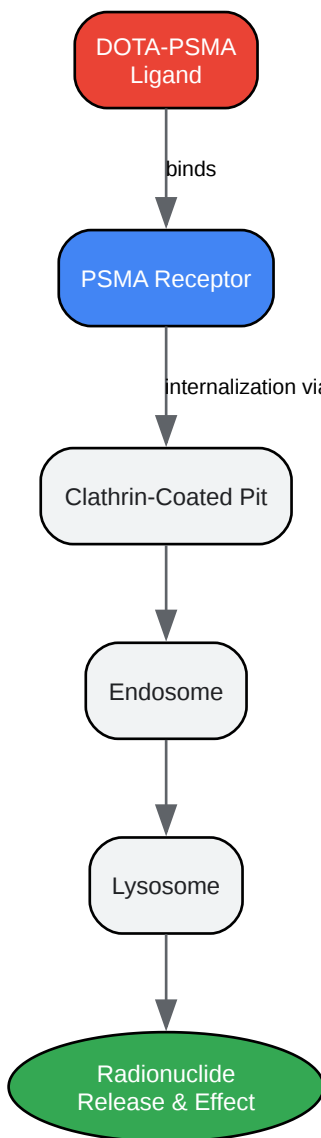 DOTA-PSMA
Ligand
binds
PSMA Receptor
internalization via
Clathrin-Coated Pit
Endosome
Lysosome
Radionuclide
Release & Effect